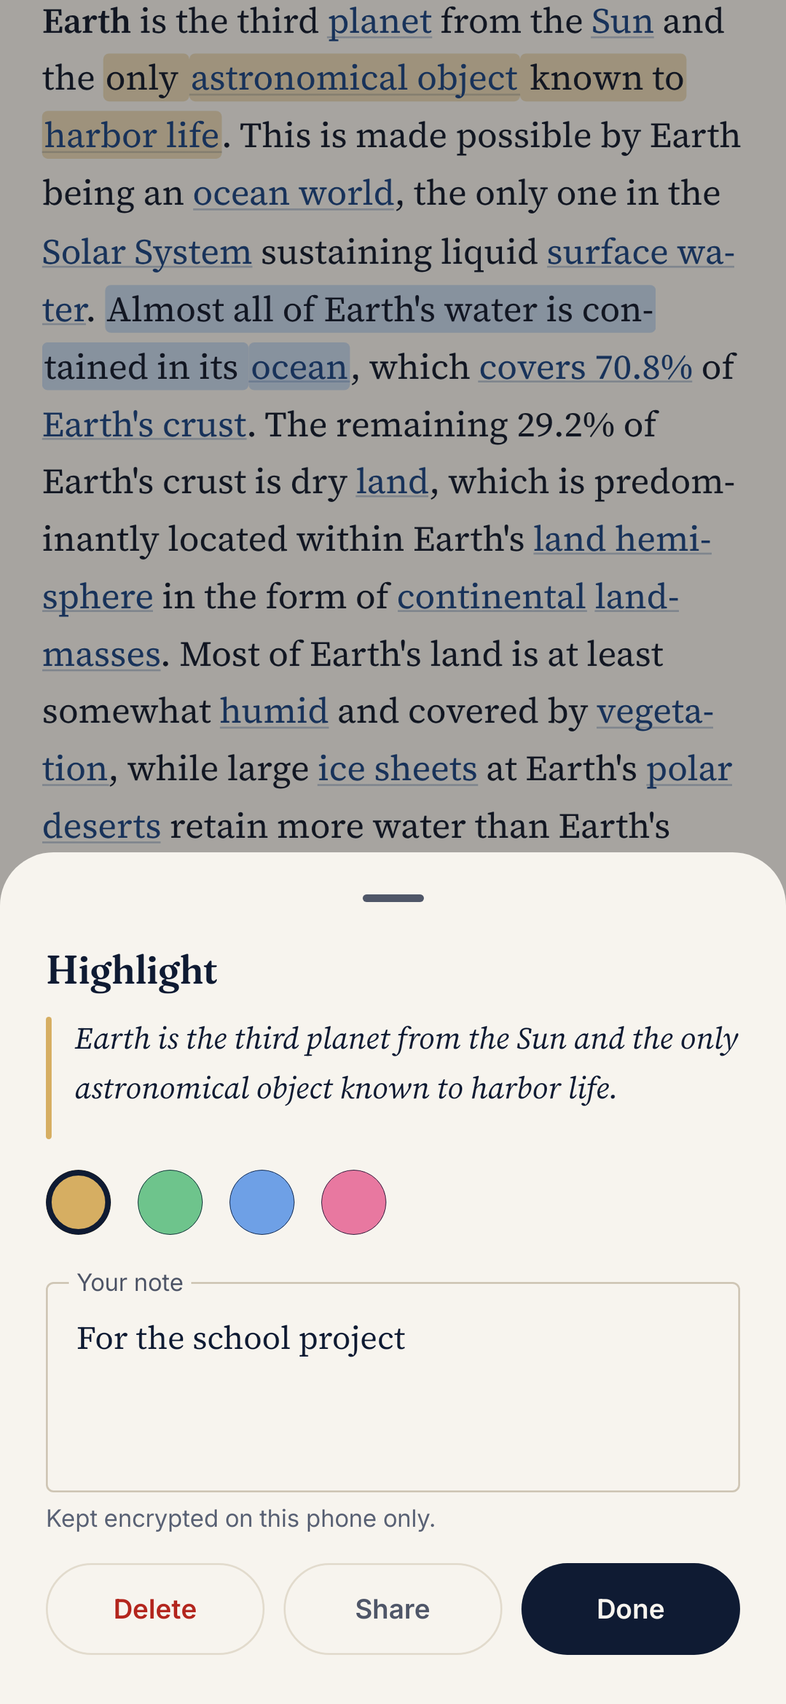 Earth is the third planet from the Sun and
the only astronomical object known to
harbor life. This is made possible by Earth
being an ocean world, the only one in the
Solar System sustaining liquid surface wa-
ter. Almost all of Earth's water is con-
tained in its ocean, which covers 70.8% of
Earth's crust. The remaining 29.2% of
Earth's crust is dry land, which is predom-
inantly located within Earth's land hemi-
sphere in the form of continental land-
masses. Most of Earth's land is at least
somewhat humid and covered by vegeta-
tion, while large ice sheets at Earth's polar
deserts retain more water than Earth's
Highlight
Earth is the third planet from the Sun and the only
astronomical object known to harbor life.
Your note
For the school project
Kept encrypted on this phone only.
Delete Share Done